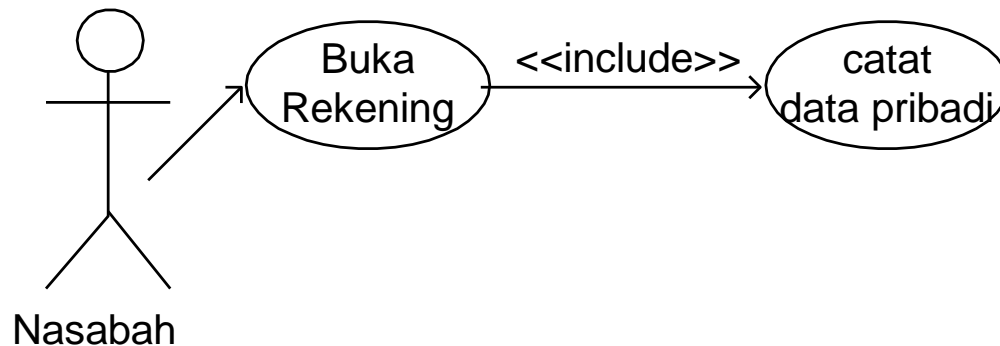 Buka
Rekening
<<include>>
catat
data pribadi
Nasabah